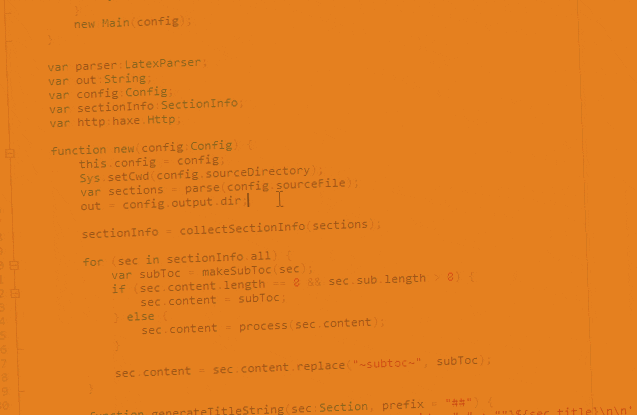 }
new Main(config);
}
var parser:LatexParser;
var out:String;
var config:Config;
var sectionInfo:SectionInfo;
var http:haxe.Http;
function new(config:Config) {
this.config = config;
Sys.setCwd(config.sourceDirectory);
var sections = parse(config.sourceFile);
out = config.output.dir;
sectionInfo = collectSectionInfo(sections);
for (sec in sectionInfo.all) {
var subToc = makeSubToc(sec);
if (sec.content.length == 0 && sec.sub.length > 0) {
sec.content = subToc;
} else {
sec.content = process(sec.content);
}
sec.content = sec.content.replace("~subtoc~", subToc);
}
function generateTitleString(sec:Section, prefix = "##") {